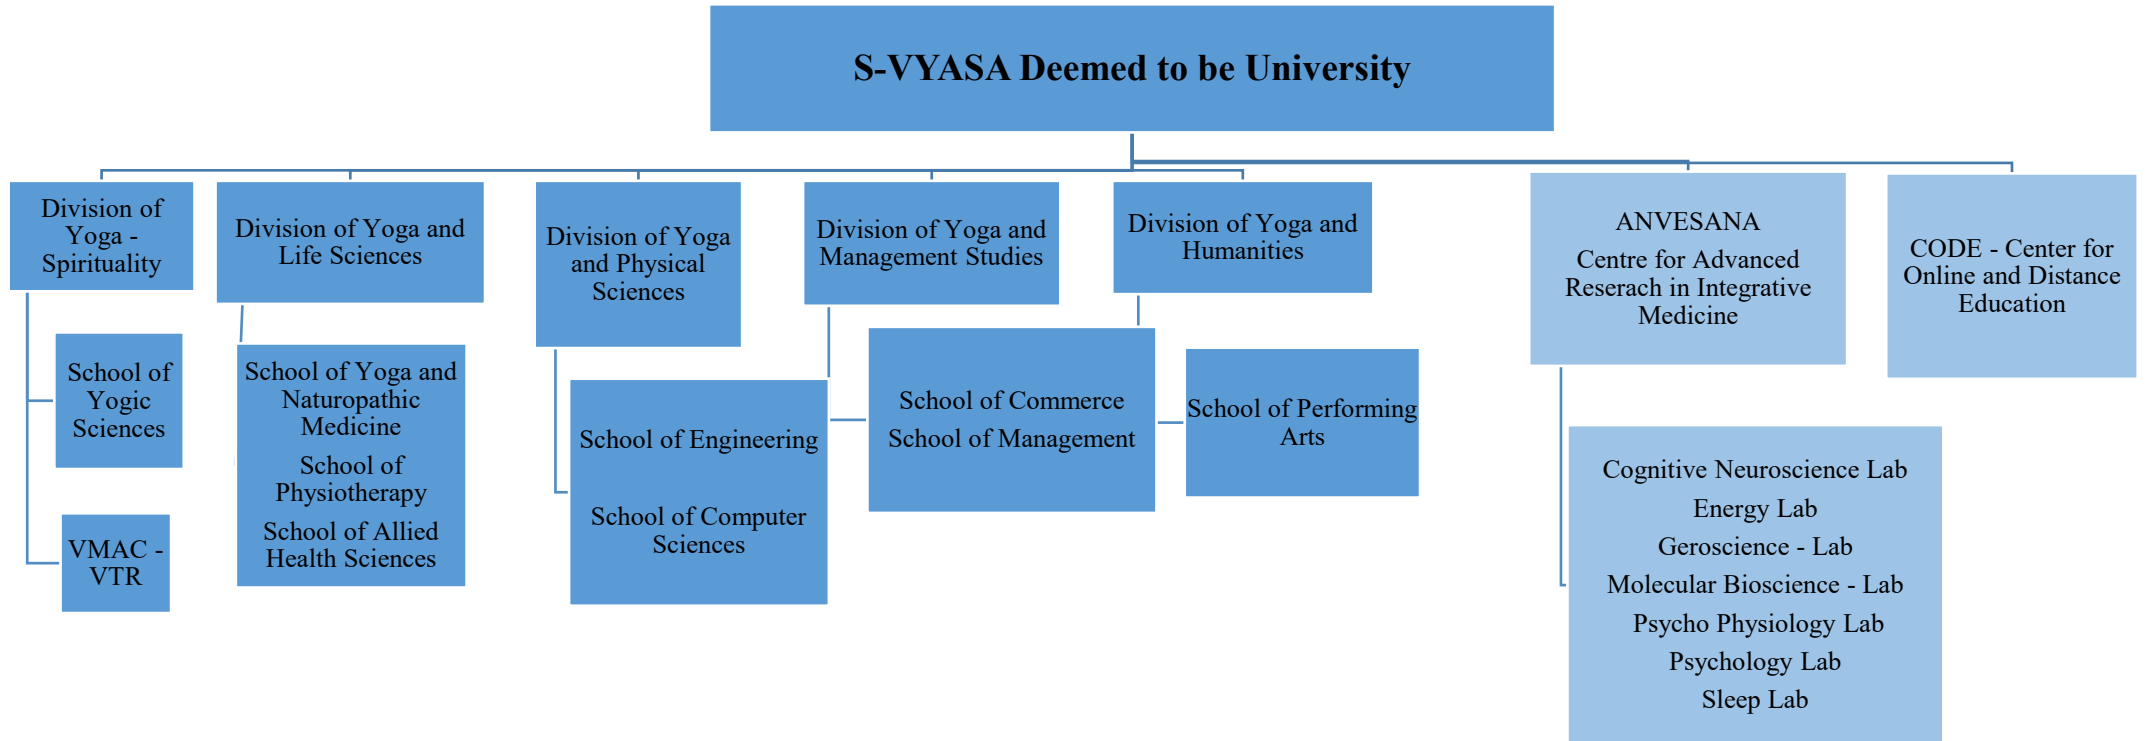 S-VYASA Deemed to be University
Division of
Yoga -
Spirituality
School of
Yogic
Sciences
VMAC -
VTR
Division of Yoga and
Life Sciences
School of Yoga and
Naturopathic
Medicine
School of
Physiotherapy
School of Allied
Health Sciences
Division of Yoga
and Physical
Sciences
School of Engineering
School of Computer
Sciences
Division of Yoga and
Management Studies
School of Commerce
School of Management
Division of Yoga and
Humanities
School of Performing
Arts
ANVESANA
Centre for Advanced
Reserach in Integrative
Medicine
Cognitive Neuroscience Lab
Energy Lab
Geroscience - Lab
Molecular Bioscience - Lab
Psycho Physiology Lab
Psychology Lab
Sleep Lab
CODE - Center for
Online and Distance
Education